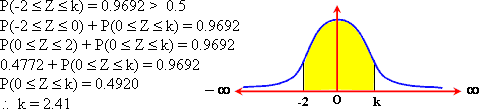 P(-2 ≤ Z ≤ k) = 0.9692 > 0.5
P(-2 ≤ Z ≤ 0) + P(0 ≤ Z ≤ k) = 0.9692
P(0 ≤ Z ≤ 2) + P(0 ≤ Z ≤ k) = 0.9692
0.4772 + P(0 ≤ Z ≤ k) = 0.9692
P(0 ≤ Z ≤ k) = 0.4920
∴ k = 2.41
−∞ -2 O k ∞